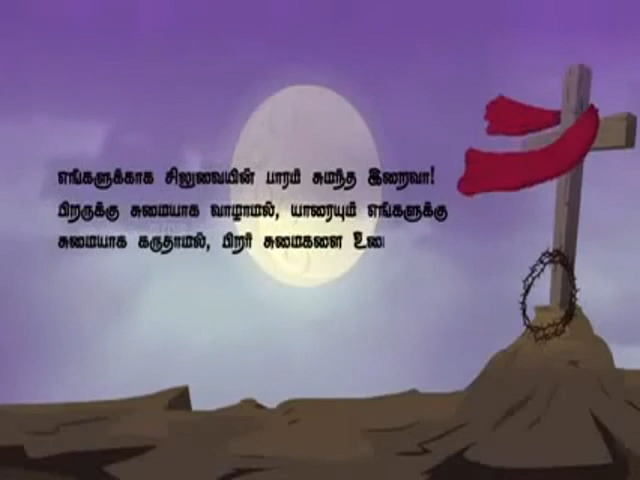 எங்களுக்காக சிலுவையின் பாரம் சுமந்த இறைவா!
பிறருக்கு சுமையாக வாழாமல், யாரையும் எங்களுக்கு
சுமையாக கருதாமல், பிறர் சுமைகளை